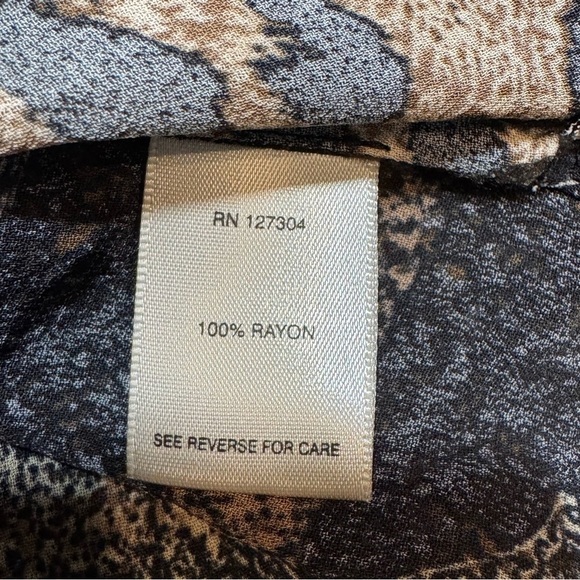 RN 127304
100% RAYON
SEE REVERSE FOR CARE